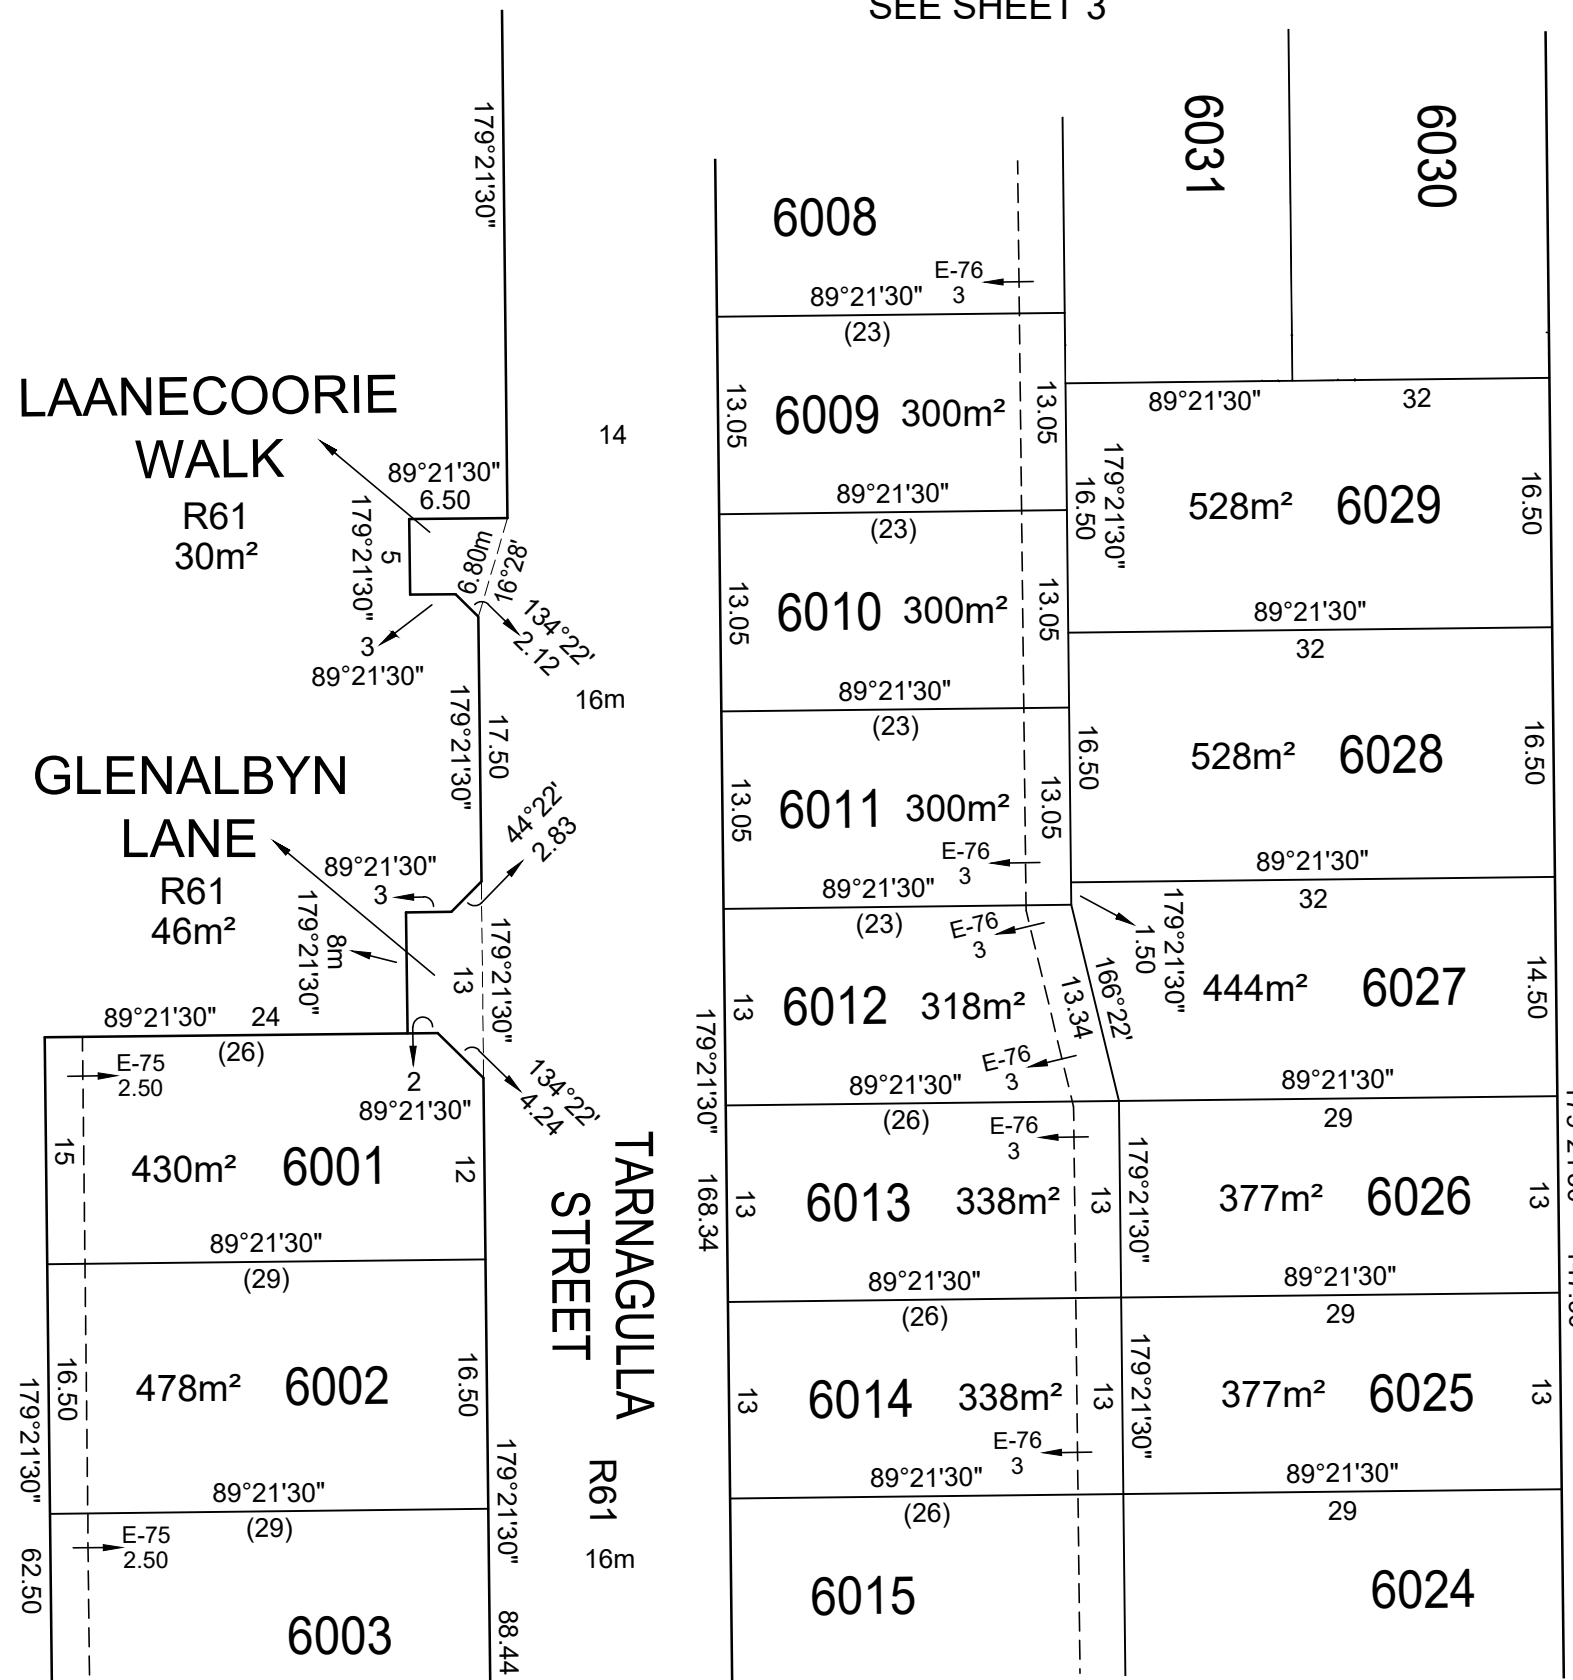 SEE SHEET 3
179°21'30"
6031
6030
6008
E-76
3
89°21'30"
(23)
LAANECOORIE
WALK
R61
30m²
89°21'30"
6.50
179°21'30"
5
6.80m
16°28'
3
89°21'30"
134°22'
2.12
14
16m
13.05
6009 300m²
13.05
89°21'30"
(23)
89°21'30"
32
179°21'30"
16.50
528m² 6029
16.50
89°21'30"
32
13.05
6010 300m²
13.05
89°21'30"
(23)
179°21'30"
17.50
GLENALBYN
LANE
R61
46m²
44°22'
2.83
89°21'30"
3
179°21'30"
8m
13
179°21'30"
13.05
6011 300m²
13.05
E-76
3
89°21'30"
(23)
16.50
528m² 6028
16.50
89°21'30"
32
E-76
3
13
6012 318m²
13.34
166°22'
E-76
3
89°21'30"
(26)
1.50
179°21'30"
444m² 6027
14.50
89°21'30"
29
89°21'30" 24
(26)
E-75
2.50
2
89°21'30"
134°22'
4.24
15
430m² 6001
12
89°21'30"
(29)
TARNAGULLA
STREET
R61
16m
179°21'30"
168.34
E-76
3
13
6013 338m²
13
179°21'30"
89°21'30"
(26)
377m² 6026
13
89°21'30"
29
16.50
478m² 6002
16.50
89°21'30"
(29)
179°21'30"
62.50
13
6014 338m²
13
179°21'30"
E-76
3
89°21'30"
(26)
377m² 6025
13
89°21'30"
29
E-75
2.50
6003
179°21'30"
88.44
6015
6024